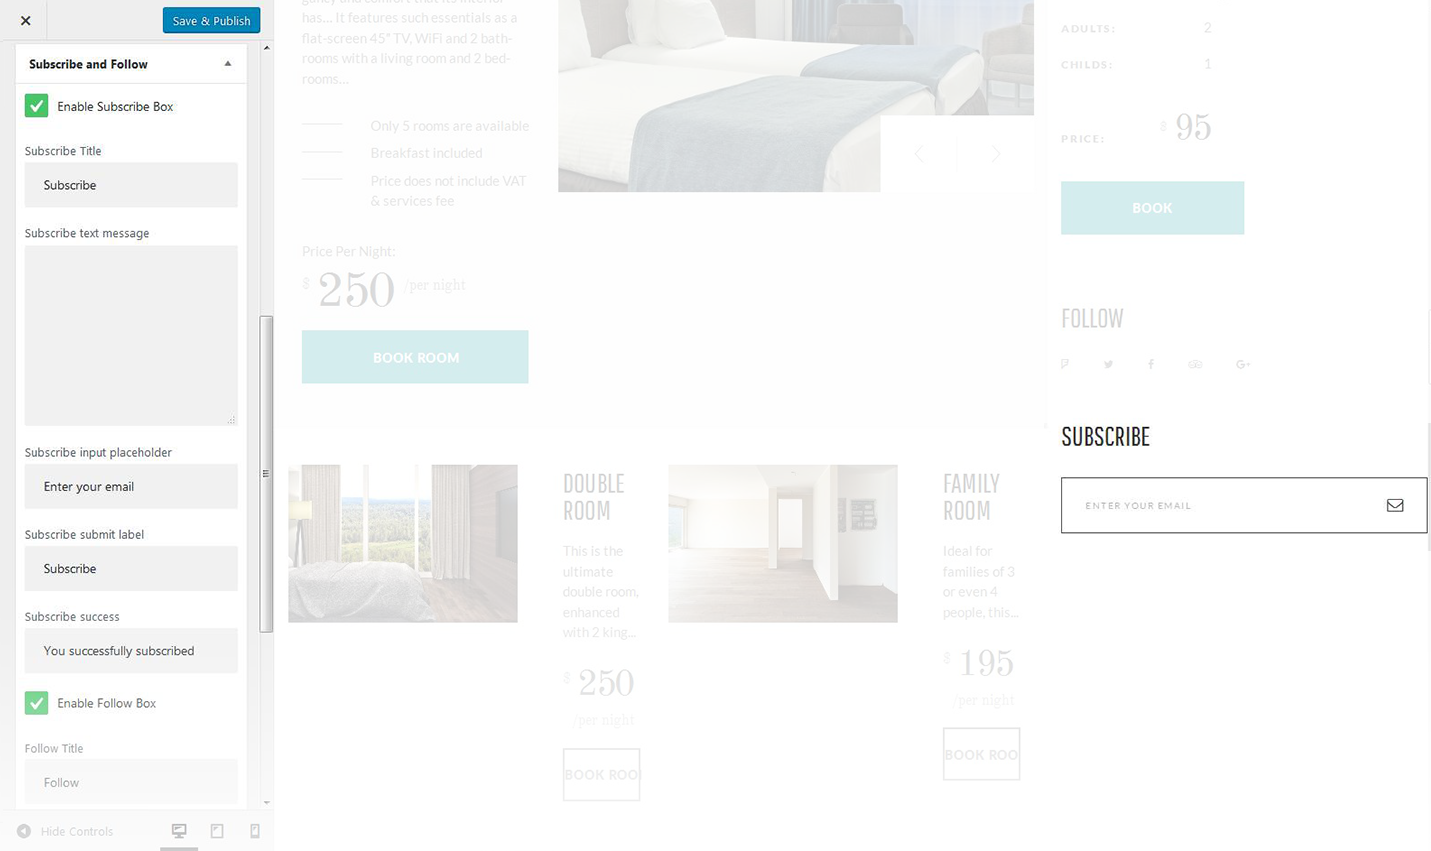 Save & Publish
Subscribe and Follow
Enable Subscribe Box
Subscribe Title
Subscribe
Subscribe text message
Subscribe input placeholder
Enter your email
Subscribe submit label
Subscribe
Subscribe success
You successfully subscribed
Enable Follow Box
Follow Title
Follow
Hide Controls
has... It features such essentials as a
flat-screen 45" TV, WiFi and 2 bath-
rooms with a living room and 2 bed-
rooms...
Only 5 rooms are available
Breakfast included
Price does not include VAT
& services fee
Price Per Night:
$ 250 /per night
BOOK ROOM
DOUBLE
ROOM
This is the
ultimate
double room,
enhanced
with 2 king...
$ 250
/per night
BOOK ROO
FAMILY
ROOM
Ideal for
families of 3
or even 4
people, this...
$ 195
/per night
BOOK ROO
ADULTS: 2
CHILDS: 1
PRICE: $ 95
BOOK
FOLLOW
SUBSCRIBE
ENTER YOUR EMAIL